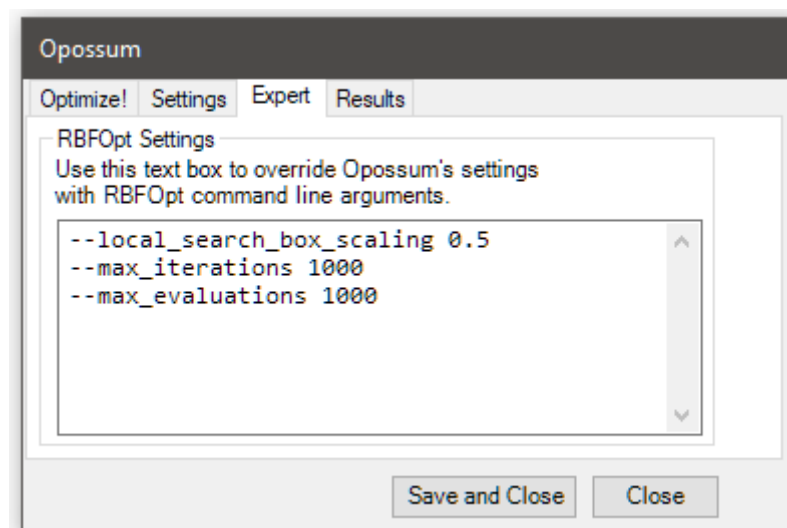 Opossum
Optimize! Settings Expert Results
RBFOpt Settings
Use this text box to override Opossum's settings
with RBFOpt command line arguments.
--local_search_box_scaling 0.5
--max_iterations 1000
--max_evaluations 1000
Save and Close Close